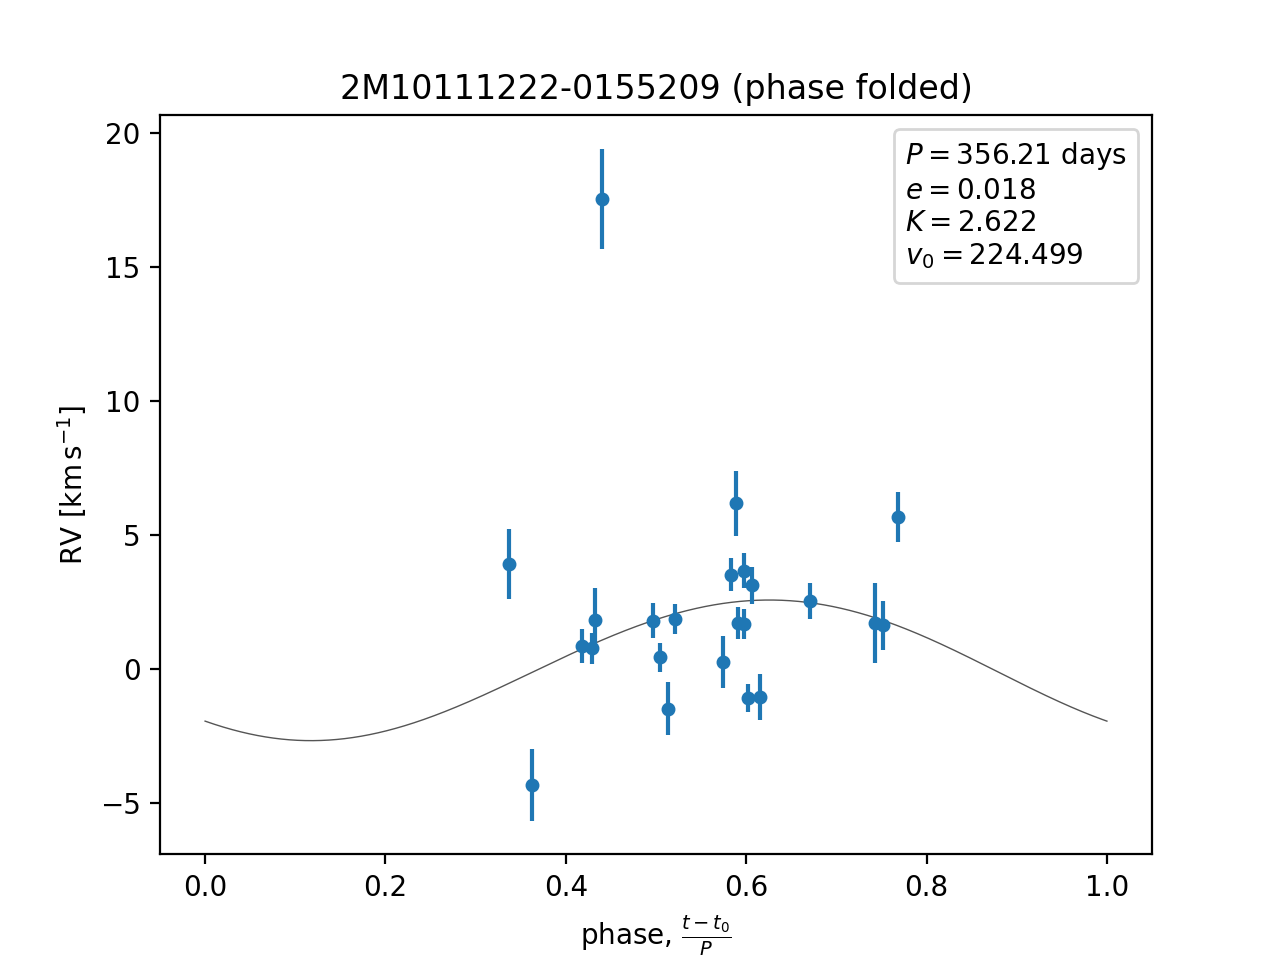 2M10111222-0155209 (phase folded)
P = 356.21 days
e = 0.018
K = 2.622
v₀ = 224.499
20
15
10
5
0
−5
RV [km s⁻¹]
0.0 0.2 0.4 0.6 0.8 1.0
phase, (t − t₀)/P